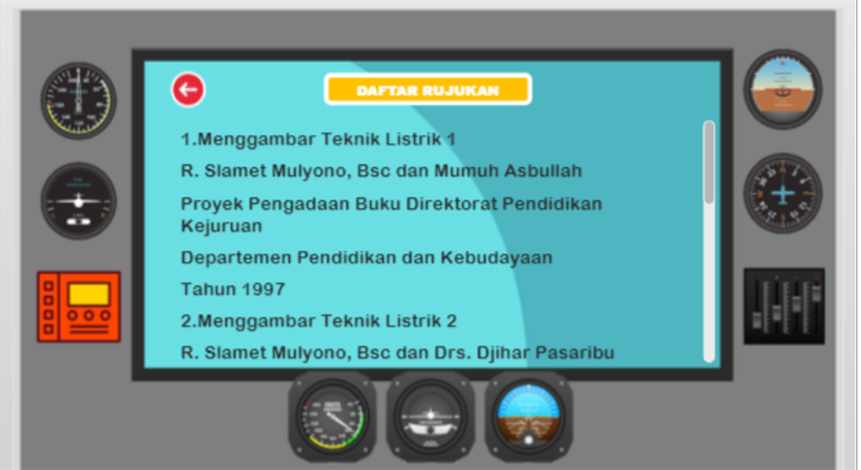 DAFTAR RUJUKAN
1.Menggambar Teknik Listrik 1
R. Slamet Mulyono, Bsc dan Mumuh Asbullah
Proyek Pengadaan Buku Direktorat Pendidikan
Kejuruan
Departemen Pendidikan dan Kebudayaan
Tahun 1997
2.Menggambar Teknik Listrik 2
R. Slamet Mulyono, Bsc dan Drs. Djihar Pasaribu